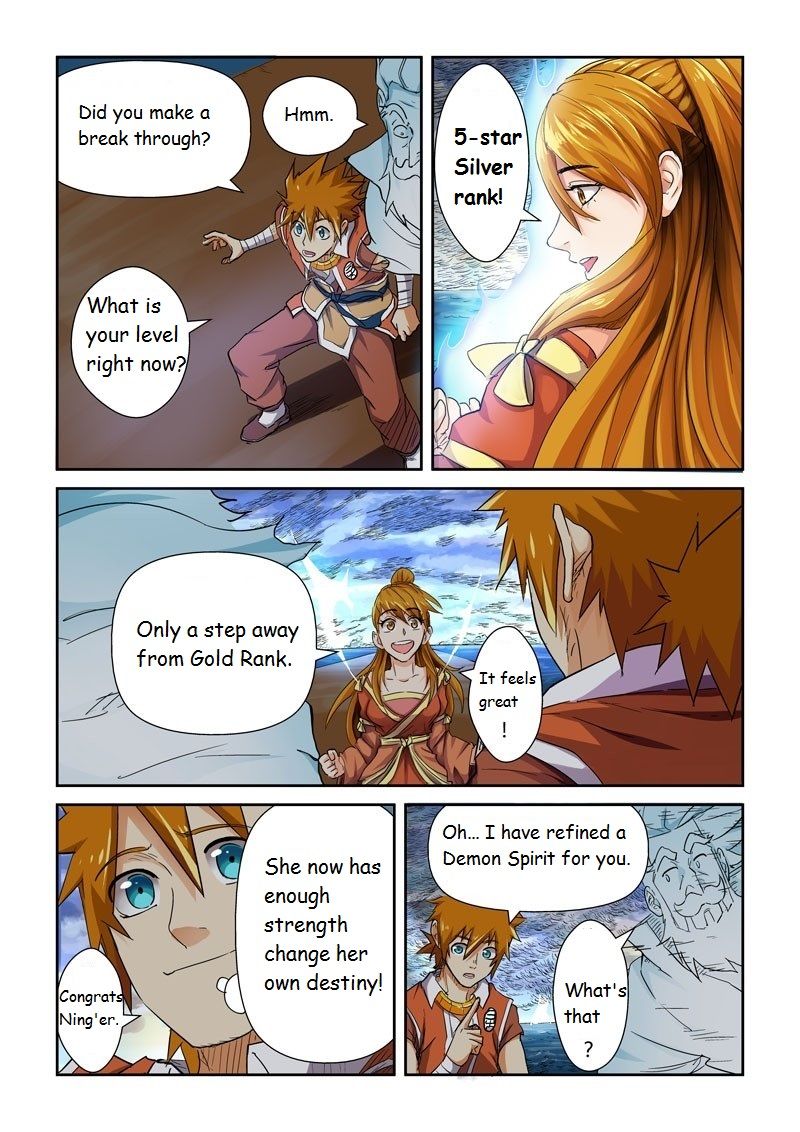 Did you make a
break through?
Hmm.
What is
your level
right now?
5-star
Silver
rank!
Only a step away
from Gold Rank.
It feels
great
!
Congrats
Ning'er.
She now has
enough
strength
change her
own destiny!
Oh... I have refined a
Demon Spirit for you.
What's
that
?